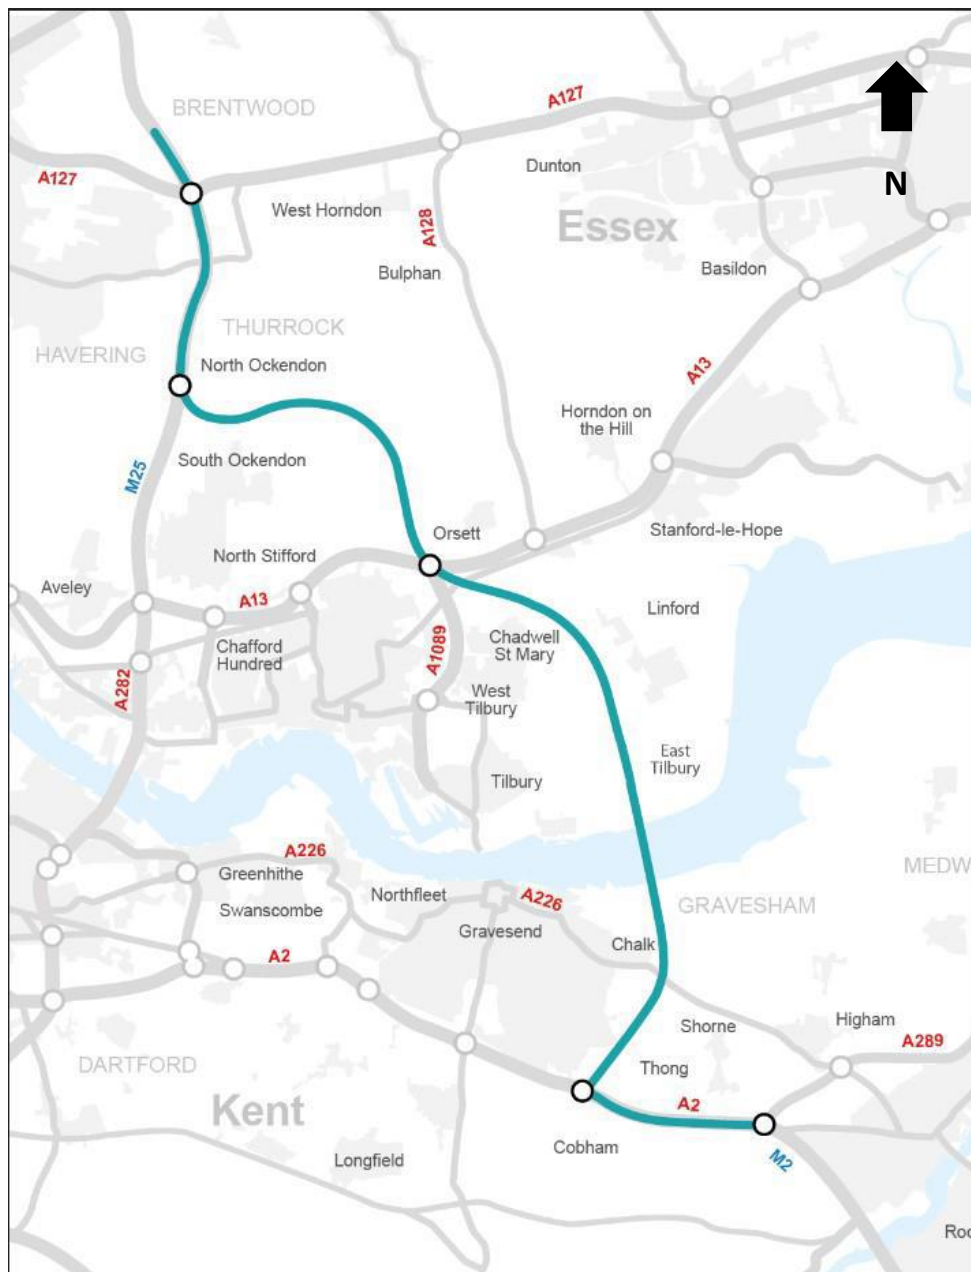 BRENTWOOD
A127
A127
N
Dunton
A127
West Horndon
A128
Essex
Bulphan
Basildon
THURROCK
HAVERING
North Ockendon
A13
Horndon on
the Hill
South Ockendon
M25
Stanford-le-Hope
Orsett
North Stifford
Aveley
A13
Linford
Chadwell
St Mary
Chafford
Hundred
A1089
A282
West
Tilbury
East
Tilbury
Tilbury
A226
MEDW
Greenhithe
Northfleet
A226
GRAVESHAM
Swanscombe
Gravesend
Chalk
A2
Higham
Shorne
A289
DARTFORD
Thong
Kent
A2
Cobham
M2
Longfield
Roc